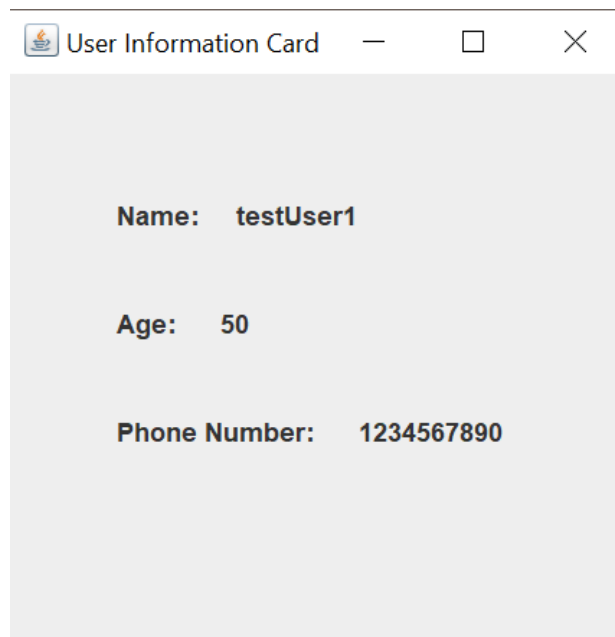 User Information Card
Name: testUser1
Age: 50
Phone Number: 1234567890